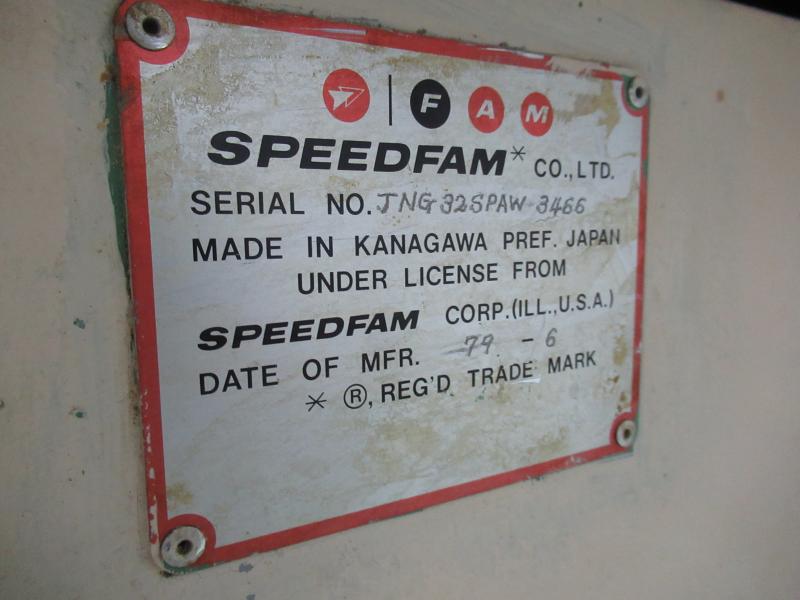 FAM
SPEEDFAM* CO., LTD.
SERIAL NO. JNG 32SPAW-3466
MADE IN KANAGAWA PREF. JAPAN
UNDER LICENSE FROM
SPEEDFAM CORP. (ILL., U.S.A.)
DATE OF MFR. 79 - 6
* ®, REG'D TRADE MARK